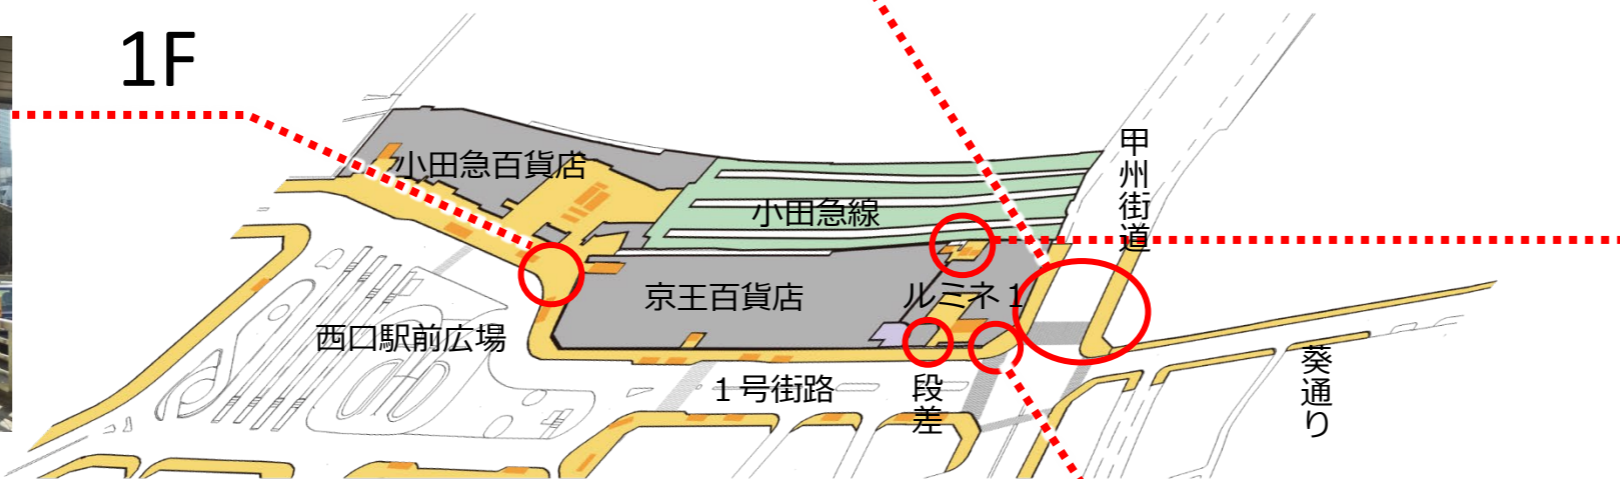 1F
小田急百貨店
小田急線
甲州街道
京王百貨店
ルミネ１
西口駅前広場
１号街路
段差
葵通り